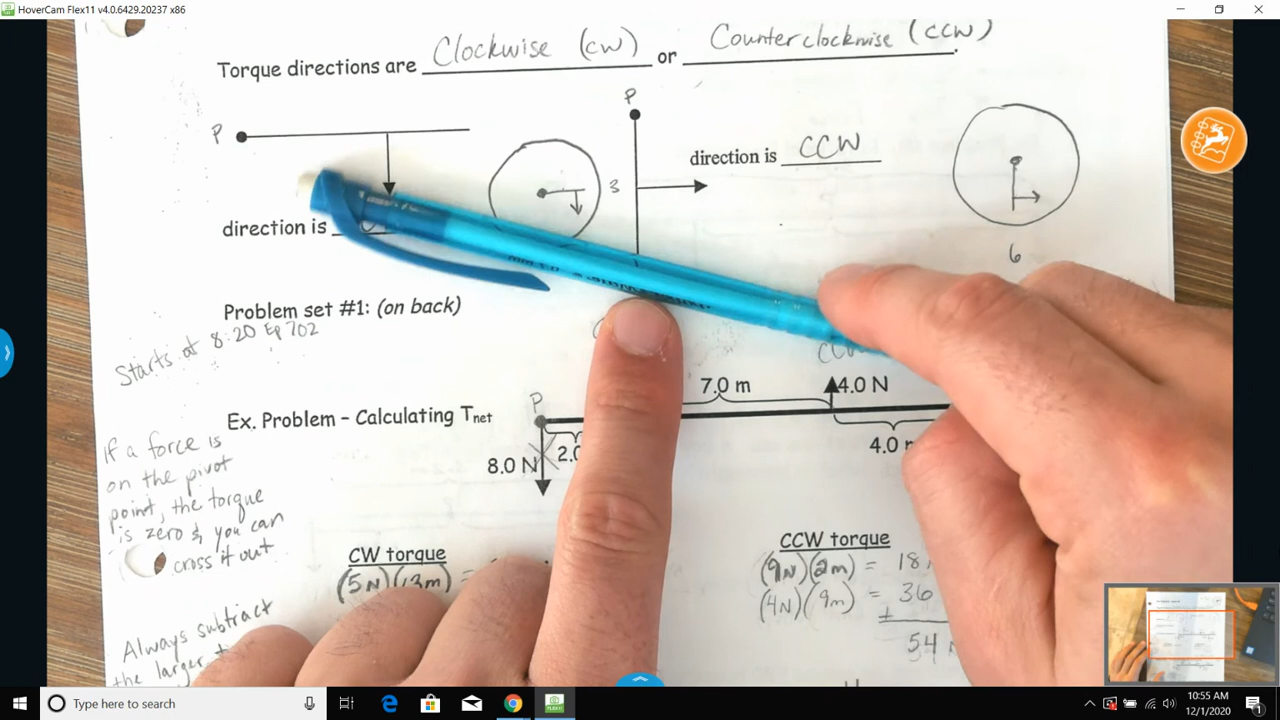 HoverCam Flex11 v4.0.6429.20237 x86
Torque directions are Clockwise (CW) or Counterclockwise (CCW).
P
P
3
direction is CCW
direction is
6
Problem set #1: (on back)
Starts at 8:20 Ep 702
7.0 m
4.0 N
Ex. Problem – Calculating Tnet
P
8.0 N
4.0
If a force is
on the pivot
point, the torque
is zero & you can
cross it out
CW torque
(5N)(13m) =
CCW torque
(9N)(2m) = 18
(4N)(9m) = 36
+
54
Always subtract
the larger
Type here to search
FLEX11
10:55 AM
12/1/2020
1